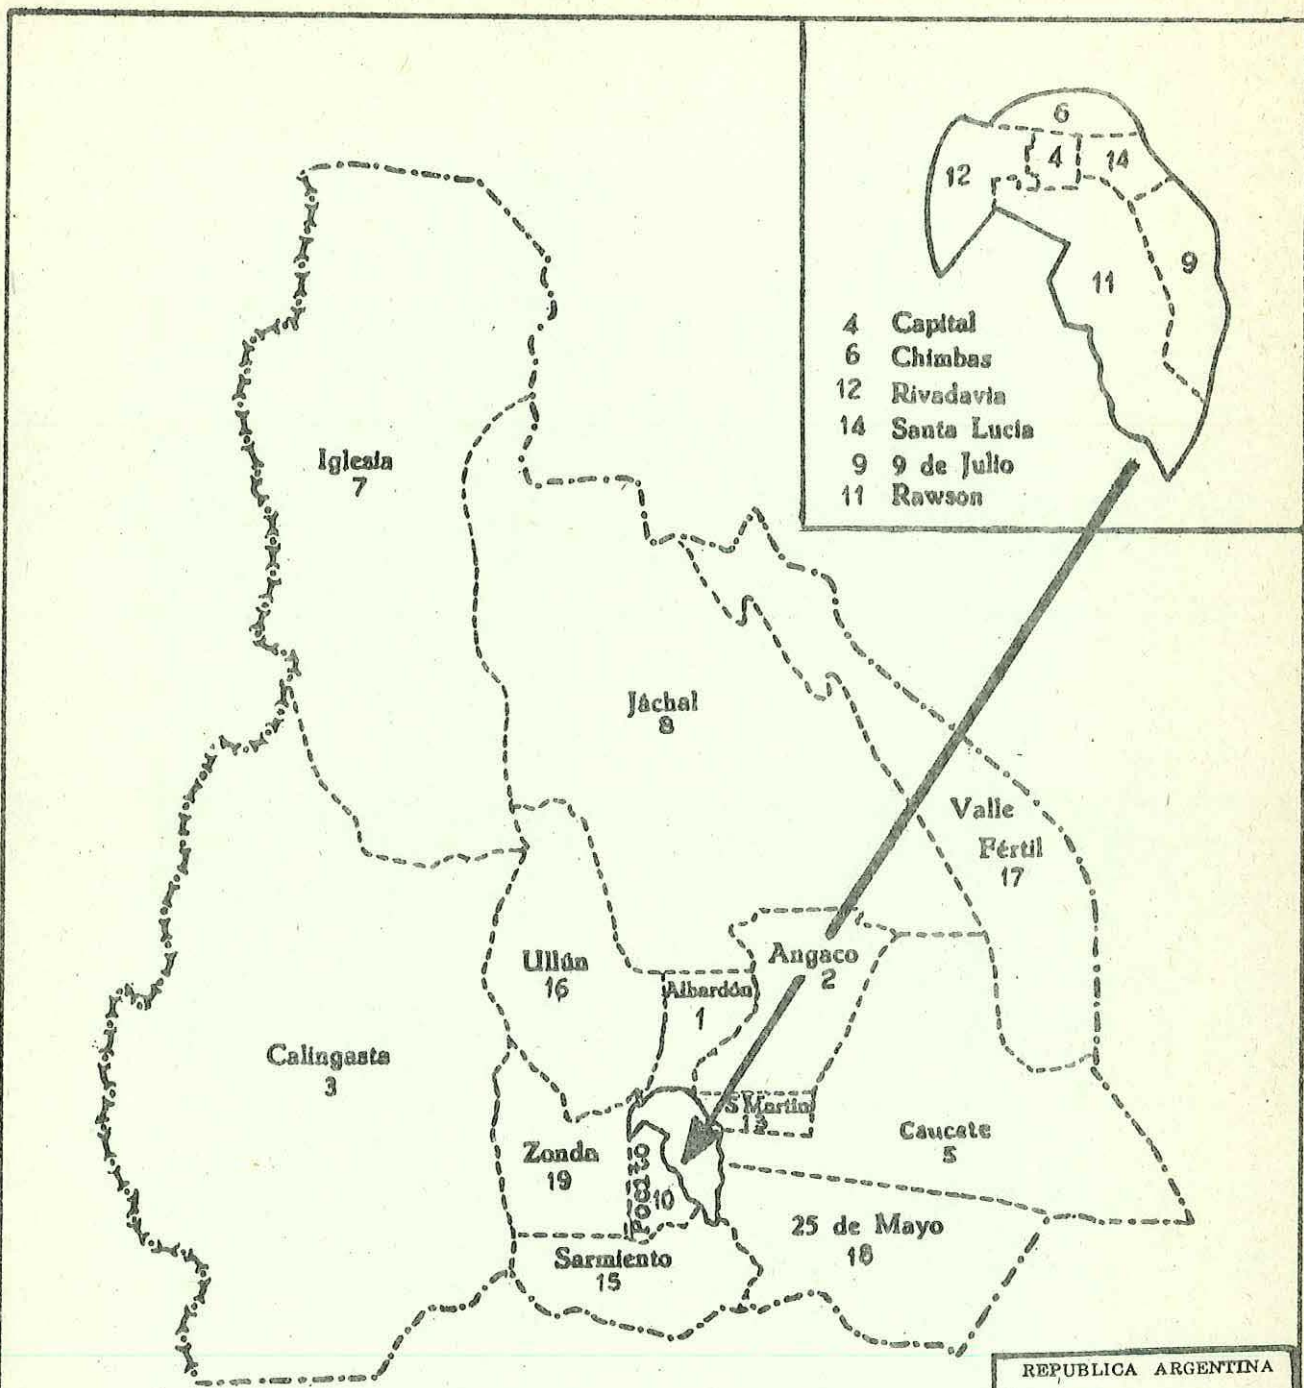 6
4
14
12
9
11
4 Capital
6 Chimbas
12 Rivadavia
14 Santa Lucía
9 9 de Julio
11 Rawson
Iglesia
7
Jáchal
8
Valle
Fértil
17
Ullún
16
Albardón
1
Angaco
2
Calingasta
3
S Martín
13
Caucete
5
Zonda
19
Pocito
10
25 de Mayo
18
Sarmiento
15
REPUBLICA ARGENTINA